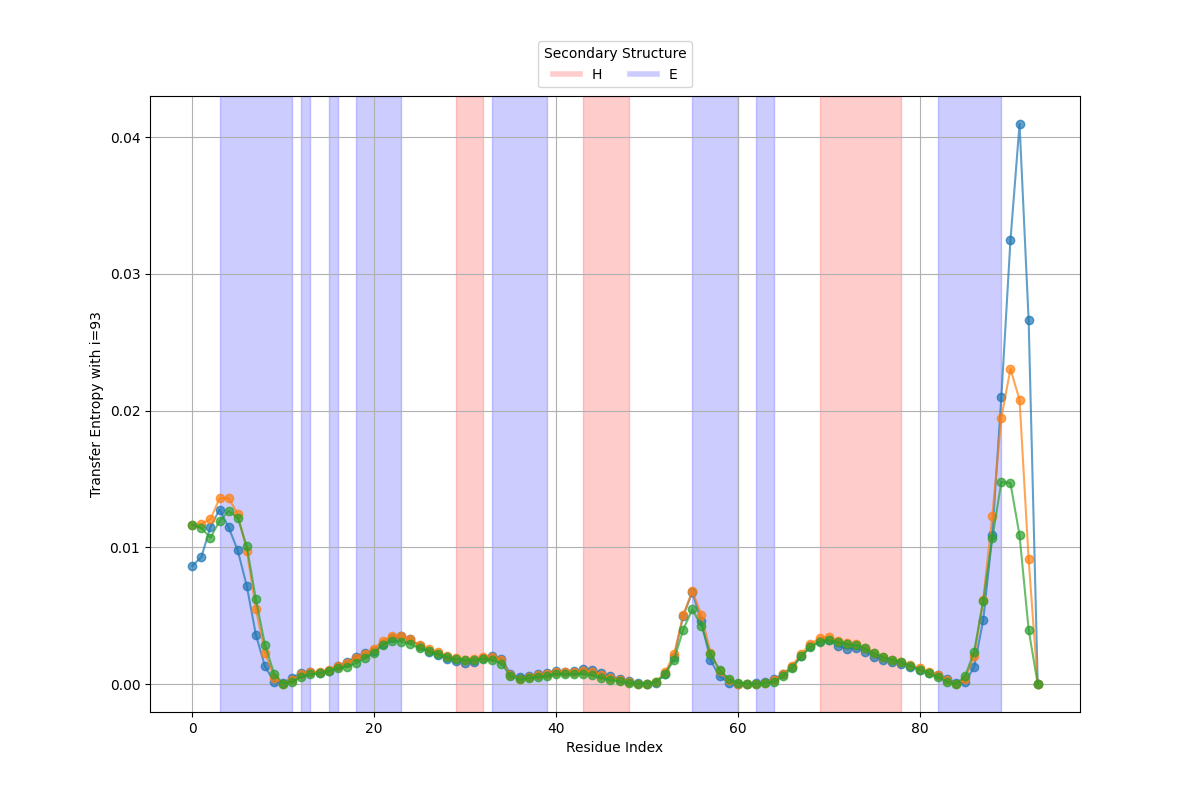 Secondary Structure
H E
0.04
0.03
0.02
0.01
0.00
Transfer Entropy with i=93
0 20 40 60 80
Residue Index